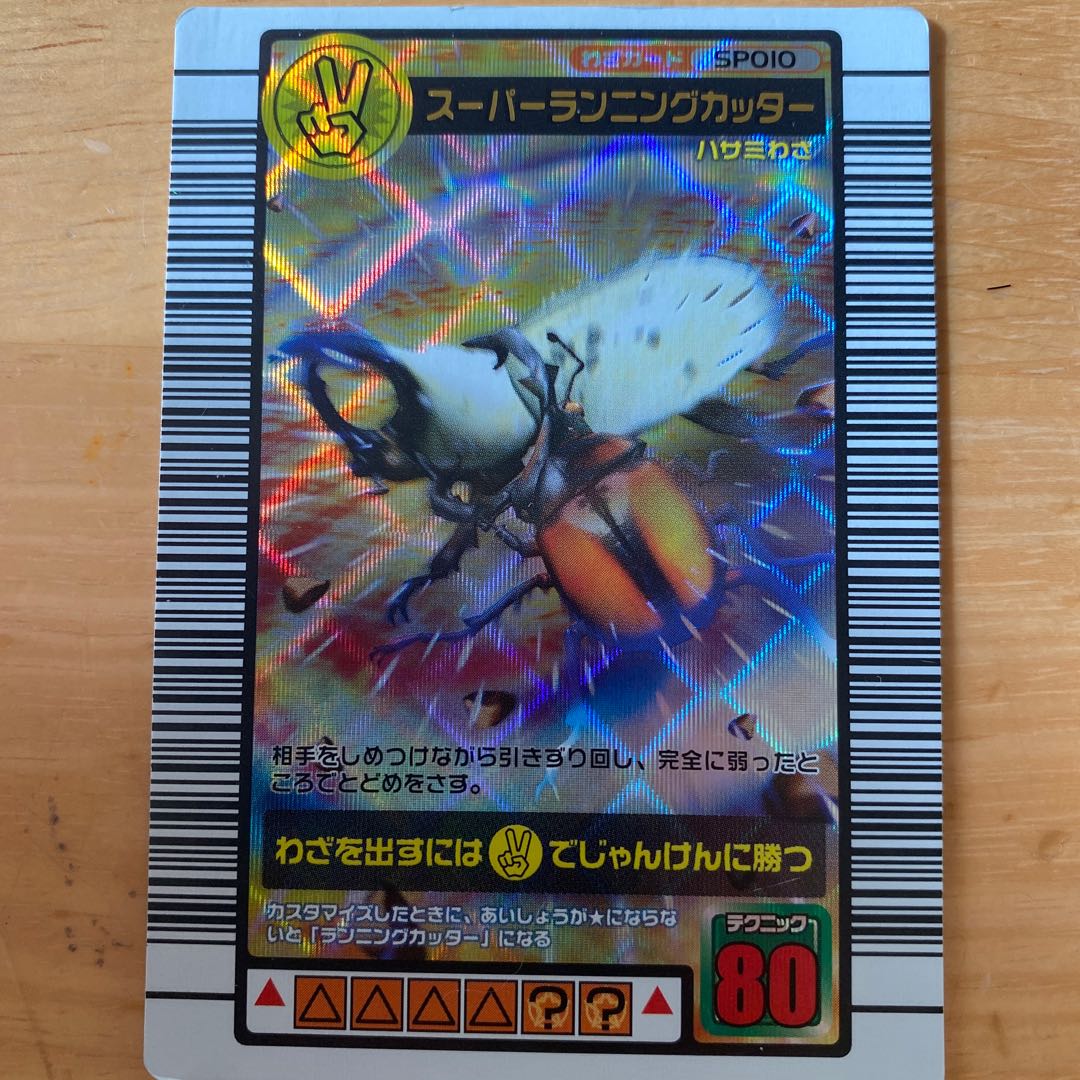 わざカード SP010
スーパーランニングカッター
ハサミわざ
相手をしめつけながら引きずり回し、完全に弱ったと
ころでとどめをさす。
わざを出すには でじゃんけんに勝つ
カスタマイズしたときに、あいしょうが★にならな
いと「ランニングカッター」になる
テクニック
80
? ?